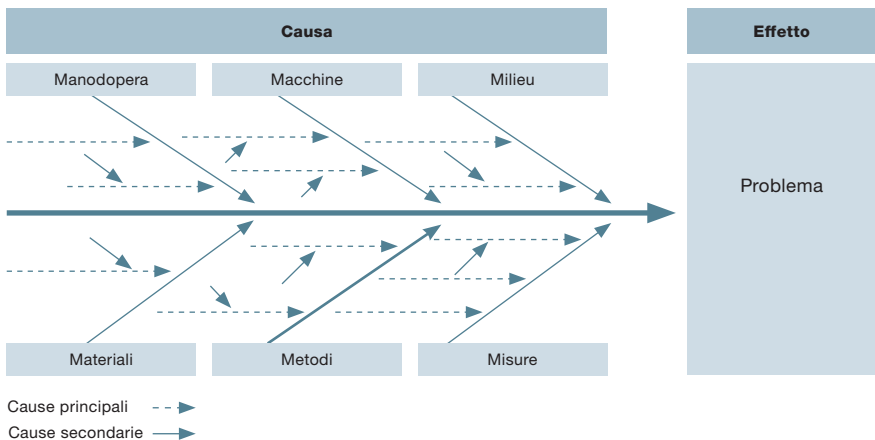 Causa
Effetto
Manodopera
Macchine
Milieu
Problema
Materiali
Metodi
Misure
Cause principali
Cause secondarie